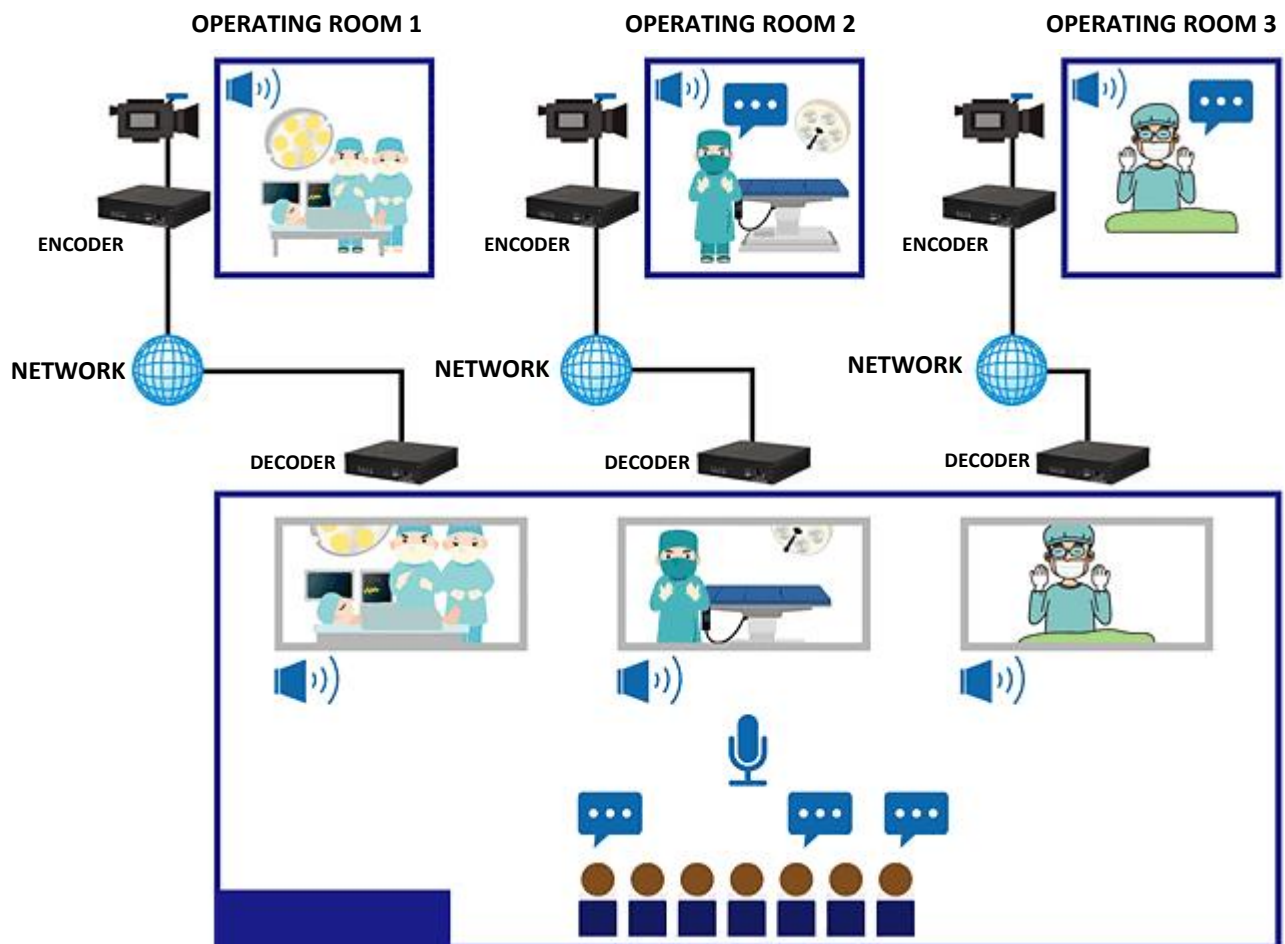 OPERATING ROOM 1
OPERATING ROOM 2
OPERATING ROOM 3
ENCODER
ENCODER
ENCODER
NETWORK
NETWORK
NETWORK
DECODER
DECODER
DECODER